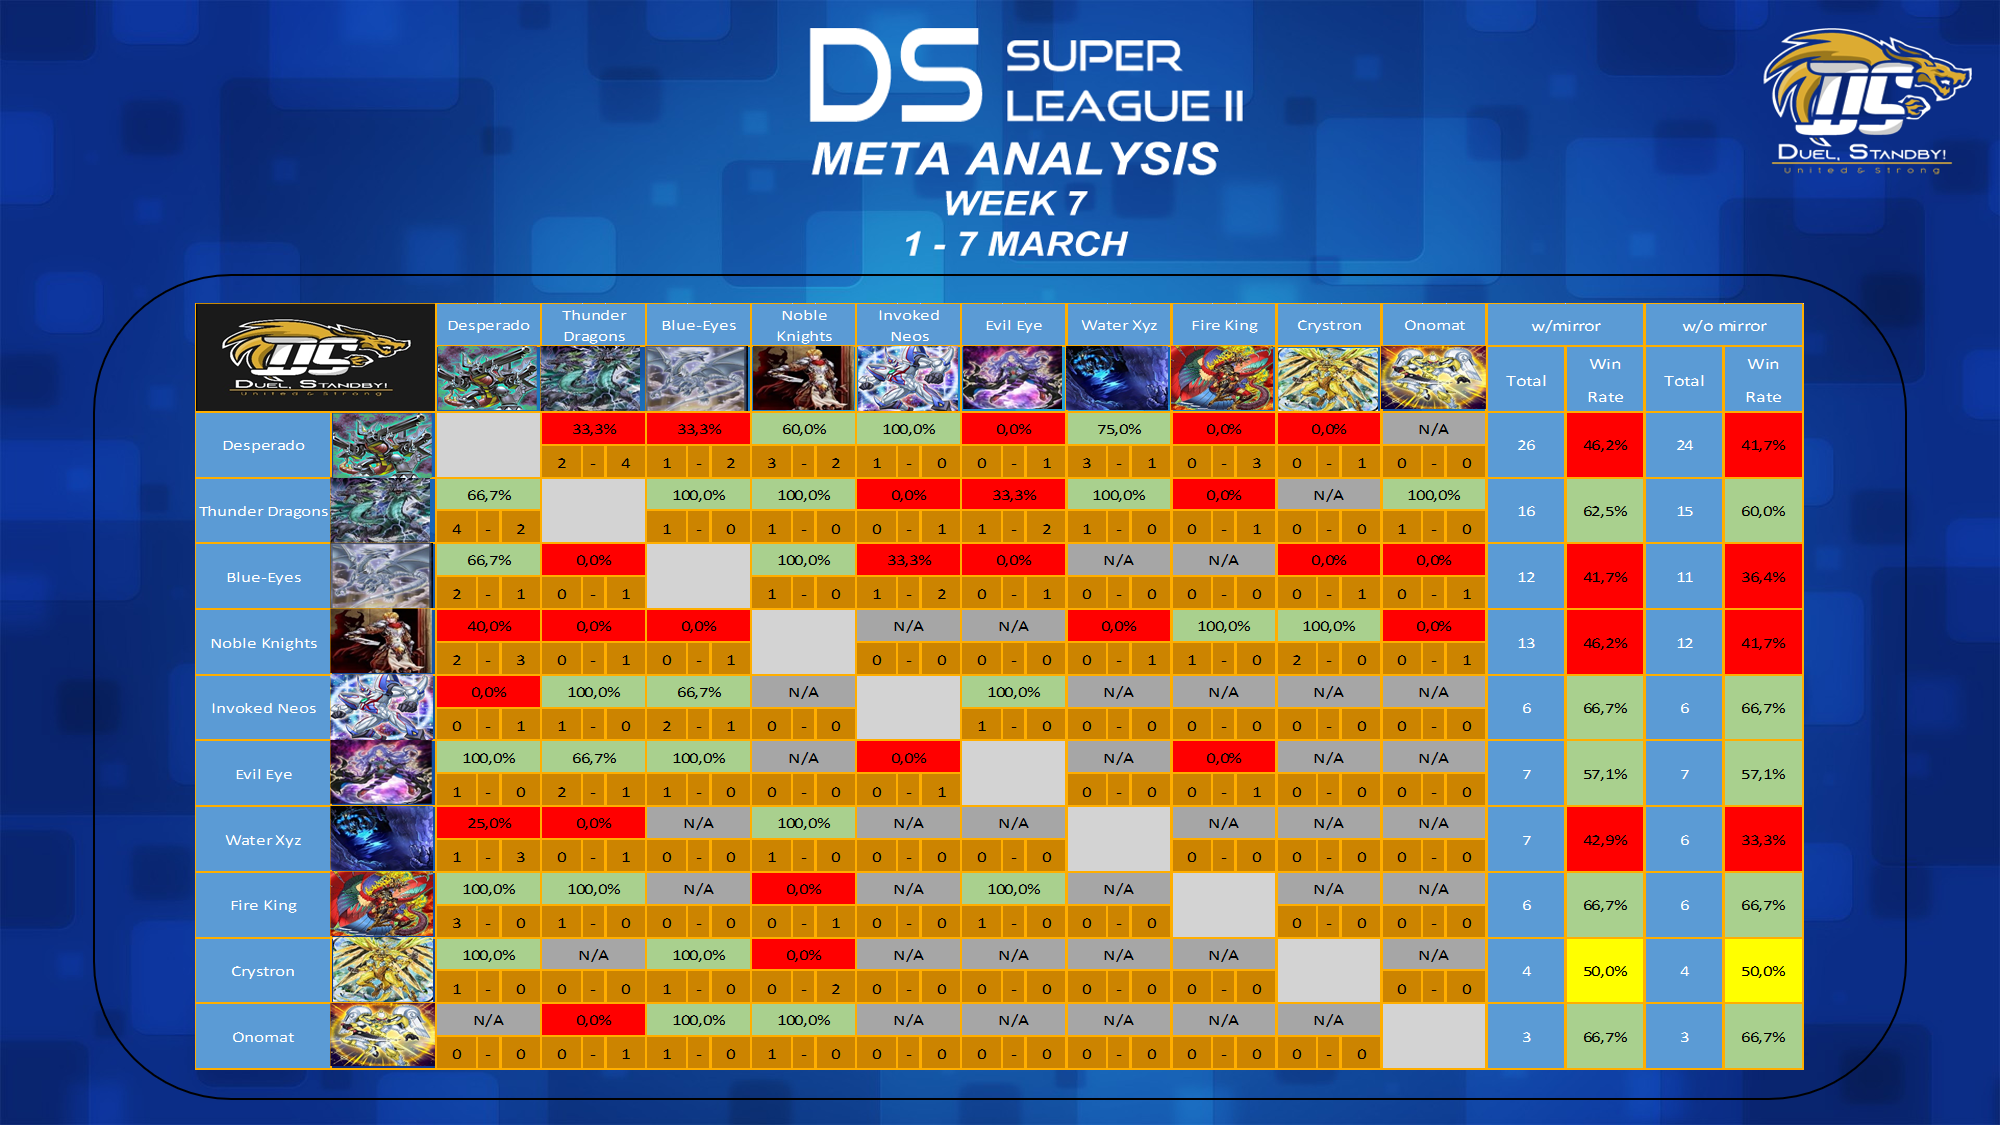 DS SUPER
LEAGUE II
META ANALYSIS
WEEK 7
1 - 7 MARCH
DS
DUEL, STANDBY!
United & Strong
DS
DUEL, STANDBY!
United & Strong
Desperado Thunder Dragons Blue-Eyes Noble Knights Invoked Neos Evil Eye Water Xyz Fire King Crystron Onomat w/mirror w/o mirror
Total Win Rate Total Win Rate
Desperado 33,3% 33,3% 60,0% 100,0% 0,0% 75,0% 0,0% 0,0% N/A 26 46,2% 24 41,7%
2 - 4 1 - 2 3 - 2 1 - 0 0 - 1 3 - 1 0 - 3 0 - 1 0 - 0
Thunder Dragons 66,7% 100,0% 100,0% 0,0% 33,3% 100,0% 0,0% N/A 100,0% 16 62,5% 15 60,0%
4 - 2 1 - 0 1 - 0 0 - 1 1 - 2 1 - 0 0 - 1 0 - 0 1 - 0
Blue-Eyes 66,7% 0,0% 100,0% 33,3% 0,0% N/A N/A 0,0% 0,0% 12 41,7% 11 36,4%
2 - 1 0 - 1 1 - 0 1 - 2 0 - 1 0 - 0 0 - 0 0 - 1 0 - 1
Noble Knights 40,0% 0,0% 0,0% N/A N/A 0,0% 100,0% 100,0% 0,0% 13 46,2% 12 41,7%
2 - 3 0 - 1 0 - 1 0 - 0 0 - 0 0 - 1 1 - 0 2 - 0 0 - 1
Invoked Neos 0,0% 100,0% 66,7% N/A 100,0% N/A N/A N/A N/A 6 66,7% 6 66,7%
0 - 1 1 - 0 2 - 1 0 - 0 1 - 0 0 - 0 0 - 0 0 - 0 0 - 0
Evil Eye 100,0% 66,7% 100,0% N/A 0,0% N/A 0,0% N/A N/A 7 57,1% 7 57,1%
1 - 0 2 - 1 1 - 0 0 - 0 0 - 1 0 - 0 0 - 1 0 - 0 0 - 0
Water Xyz 25,0% 0,0% N/A 100,0% N/A N/A N/A N/A N/A 7 42,9% 6 33,3%
1 - 3 0 - 1 0 - 0 1 - 0 0 - 0 0 - 0 0 - 0 0 - 0 0 - 0
Fire King 100,0% 100,0% N/A 0,0% N/A 100,0% N/A N/A N/A 6 66,7% 6 66,7%
3 - 0 1 - 0 0 - 0 0 - 1 0 - 0 1 - 0 0 - 0 0 - 0 0 - 0
Crystron 100,0% N/A 100,0% 0,0% N/A N/A N/A N/A N/A 4 50,0% 4 50,0%
1 - 0 0 - 0 1 - 0 0 - 2 0 - 0 0 - 0 0 - 0 0 - 0 0 - 0
Onomat N/A 0,0% 100,0% 100,0% N/A N/A N/A N/A N/A 3 66,7% 3 66,7%
0 - 0 0 - 1 1 - 0 1 - 0 0 - 0 0 - 0 0 - 0 0 - 0 0 - 0